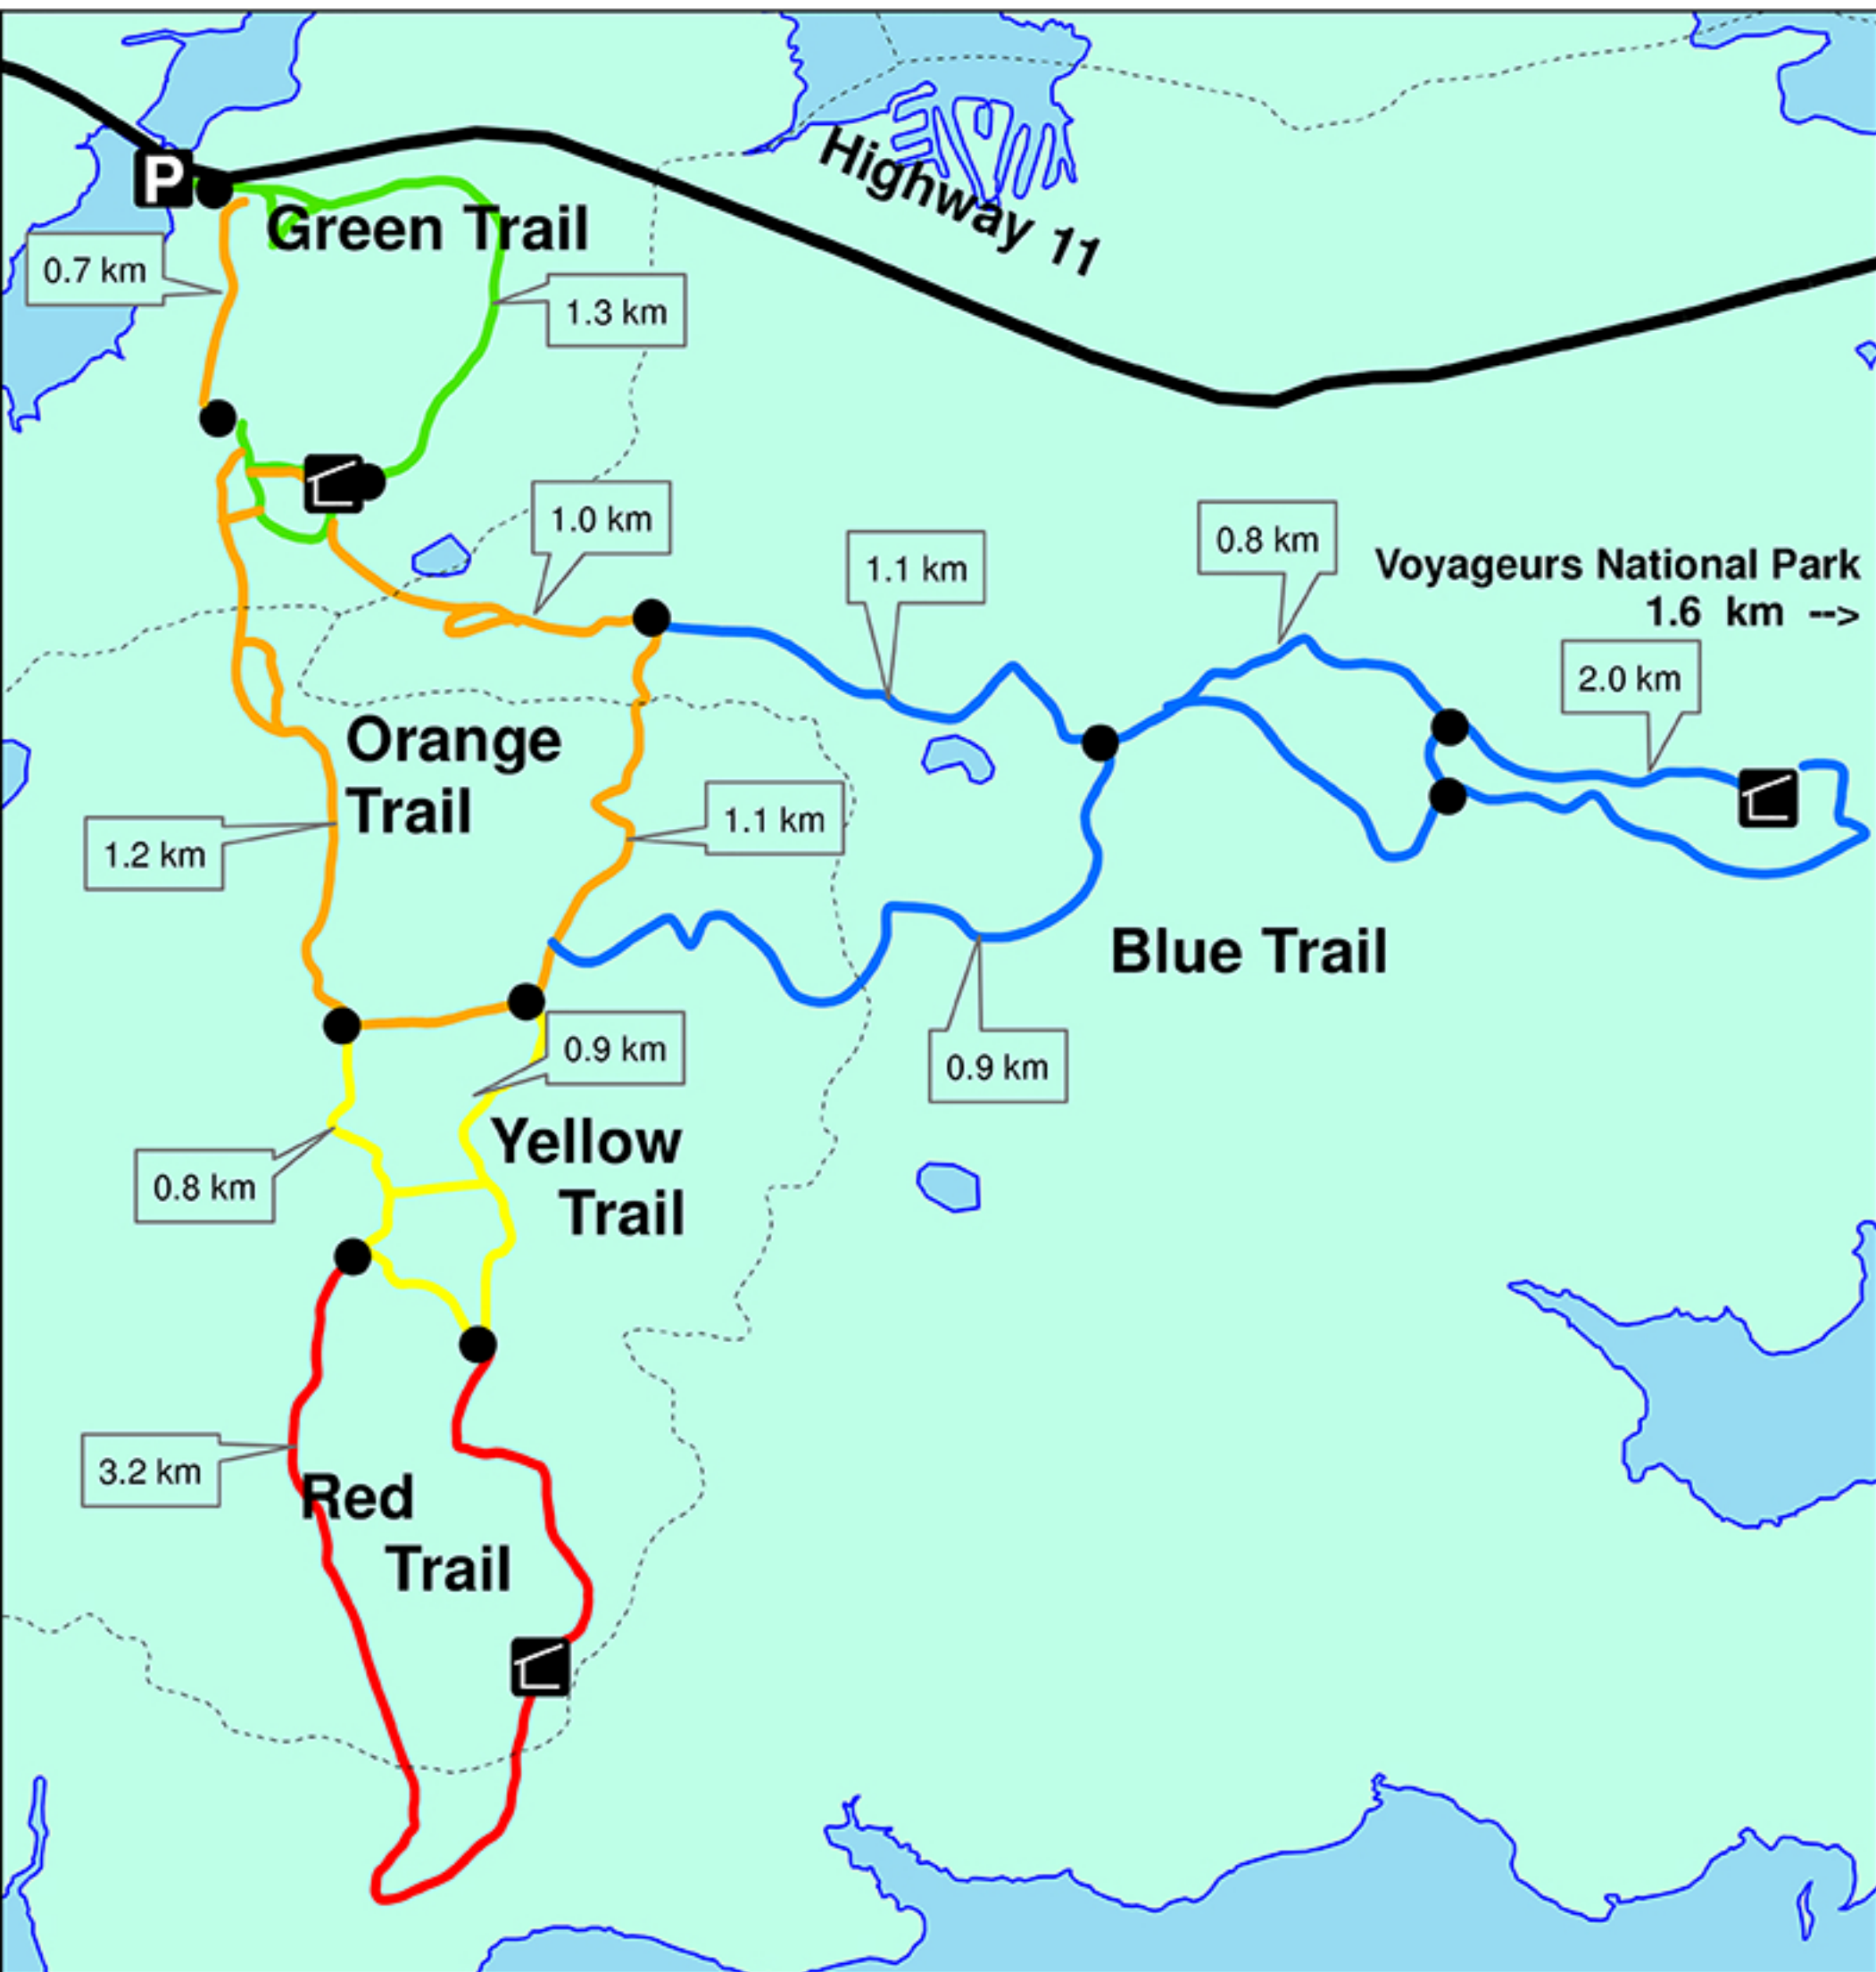 P
Highway 11
Green Trail
0.7 km
1.3 km
1.0 km
1.1 km
0.8 km
Voyageurs National Park
1.6 km -->
2.0 km
Orange
Trail
1.2 km
1.1 km
Blue Trail
0.9 km
0.9 km
Yellow
Trail
0.8 km
3.2 km
Red
Trail